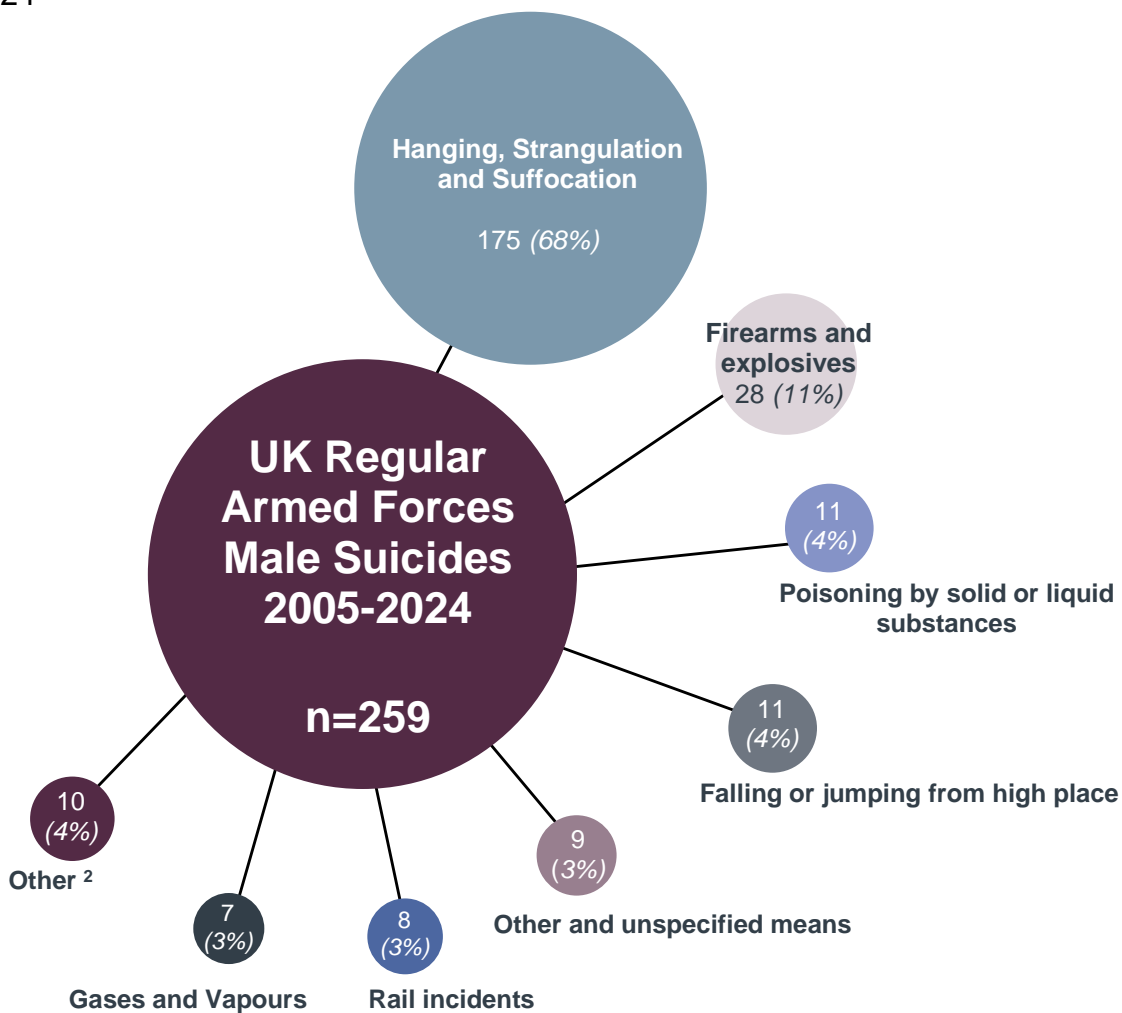 Hanging, Strangulation
and Suffocation
175 (68%)
Firearms and
explosives
28 (11%)
UK Regular
Armed Forces
Male Suicides
2005-2024
n=259
11
(4%)
Poisoning by solid or liquid
substances
11
(4%)
Falling or jumping from high place
9
(3%)
Other and unspecified means
8
(3%)
Rail incidents
7
(3%)
Gases and Vapours
10
(4%)
Other ²